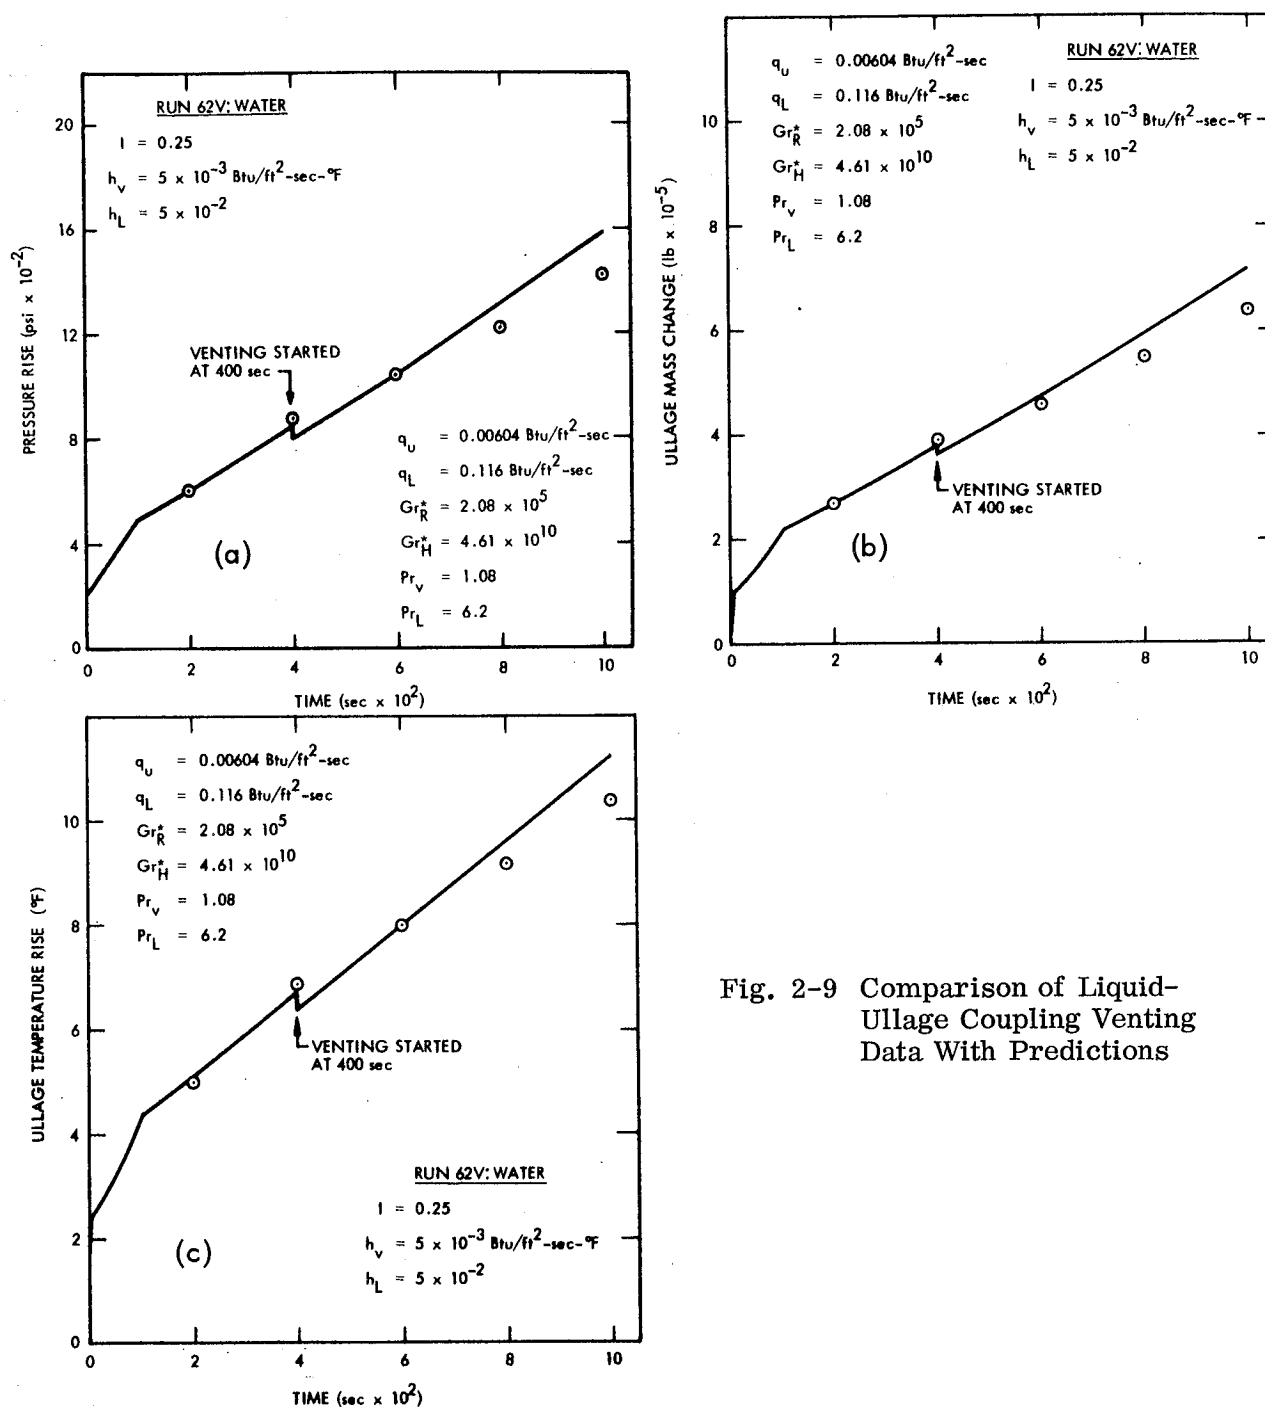 RUN 62V: WATER
I = 0.25
h_v = 5 x 10^-3 Btu/ft^2-sec-°F
h_L = 5 x 10^-2
20
16
12
8
4
0
PRESSURE RISE (psi x 10^-2)
VENTING STARTED
AT 400 sec
q_u = 0.00604 Btu/ft^2-sec
q_L = 0.116 Btu/ft^2-sec
Gr*_R = 2.08 x 10^5
Gr*_H = 4.61 x 10^10
Pr_v = 1.08
Pr_L = 6.2
(a)
0 2 4 6 8 10
TIME (sec x 10^2)
q_u = 0.00604 Btu/ft^2-sec
q_L = 0.116 Btu/ft^2-sec
Gr*_R = 2.08 x 10^5
Gr*_H = 4.61 x 10^10
Pr_v = 1.08
Pr_L = 6.2
RUN 62V: WATER
I = 0.25
h_v = 5 x 10^-3 Btu/ft^2-sec-°F
h_L = 5 x 10^-2
10
8
6
4
2
0
ULLAGE MASS CHANGE (lb x 10^-5)
VENTING STARTED
AT 400 sec
(b)
0 2 4 6 8 10
TIME (sec x 10^2)
q_u = 0.00604 Btu/ft^2-sec
q_L = 0.116 Btu/ft^2-sec
Gr*_R = 2.08 x 10^5
Gr*_H = 4.61 x 10^10
Pr_v = 1.08
Pr_L = 6.2
10
8
6
4
2
0
ULLAGE TEMPERATURE RISE (°F)
VENTING STARTED
AT 400 sec
RUN 62V: WATER
I = 0.25
h_v = 5 x 10^-3 Btu/ft^2-sec-°F
h_L = 5 x 10^-2
(c)
0 2 4 6 8 10
TIME (sec x 10^2)
Fig. 2-9 Comparison of Liquid-
Ullage Coupling Venting
Data With Predictions